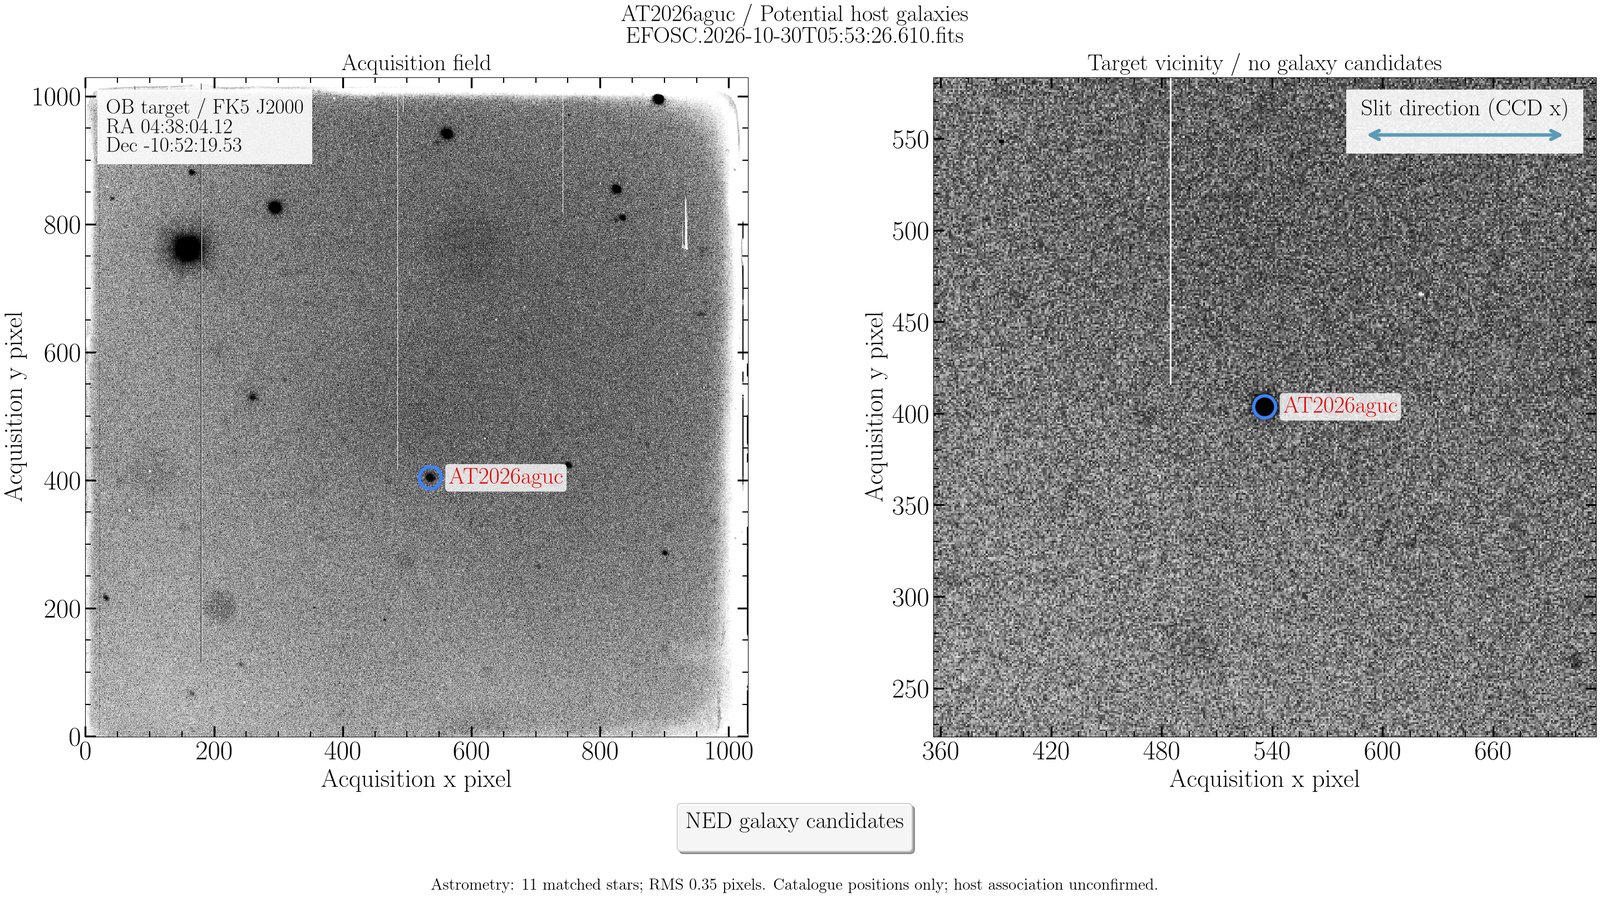 AT2026aguc / Potential host galaxies
EFOSC.2026-10-30T05:53:26.610.fits
Acquisition field
OB target / FK5 J2000
RA 04:38:04.12
Dec -10:52:19.53
AT2026aguc
1000
800
600
400
200
0
0 200 400 600 800 1000
Acquisition y pixel
Acquisition x pixel
Target vicinity / no galaxy candidates
Slit direction (CCD x)
AT2026aguc
550
500
450
400
350
300
250
360 420 480 540 600 660
Acquisition y pixel
Acquisition x pixel
NED galaxy candidates
Astrometry: 11 matched stars; RMS 0.35 pixels. Catalogue positions only; host association unconfirmed.